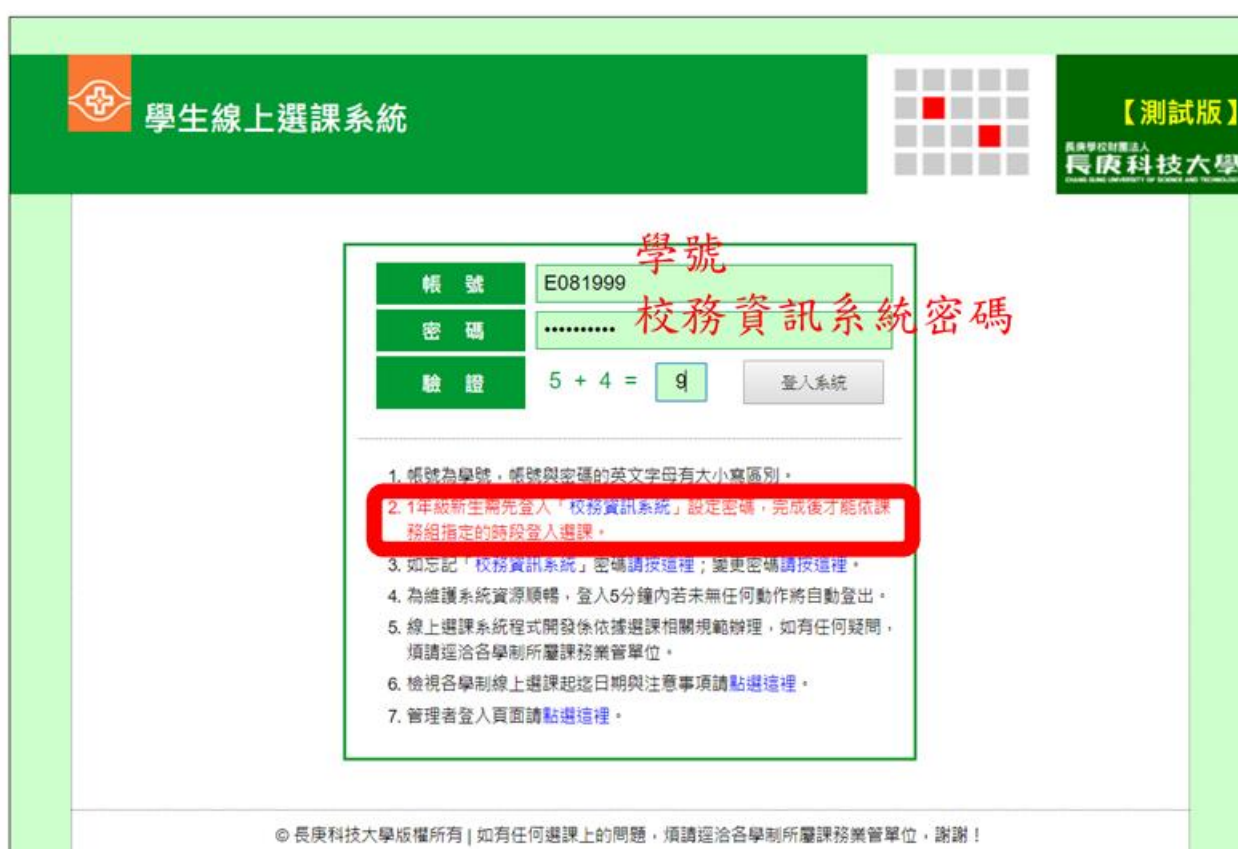 學生線上選課系統
【測試版】
長庚學校財團法人
長庚科技大學
CHANG GUNG UNIVERSITY OF SCIENCE AND TECHNOLOGY
學號
帳 號 E081999
校務資訊系統密碼
密 碼 ••••••••••
驗 證 5 + 4 = 9 登入系統
1. 帳號為學號，帳號與密碼的英文字母有大小寫區別。
2. 1年級新生需先登入「校務資訊系統」設定密碼，完成後才能依課
務組指定的時段登入選課。
3. 如忘記「校務資訊系統」密碼請按這裡；變更密碼請按這裡。
4. 為維護系統資源順暢，登入5分鐘內若未無任何動作將自動登出。
5. 線上選課系統程式開發係依據選課相關規範辦理，如有任何疑問，
煩請逕洽各學制所屬課務業管單位。
6. 檢視各學制線上選課起迄日期與注意事項請點選這裡。
7. 管理者登入頁面請點選這裡。
© 長庚科技大學版權所有 | 如有任何選課上的問題，煩請逕洽各學制所屬課務業管單位，謝謝！